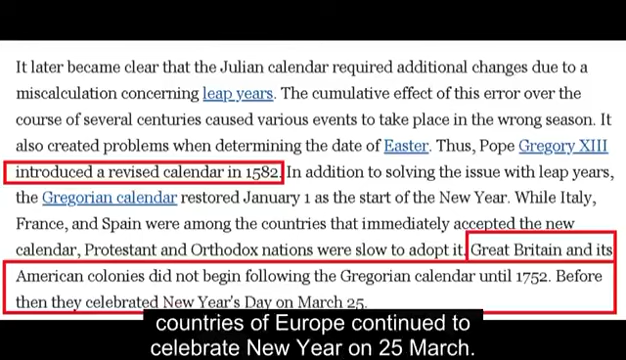 It later became clear that the Julian calendar required additional changes due to a
miscalculation concerning leap years. The cumulative effect of this error over the
course of several centuries caused various events to take place in the wrong season. It
also created problems when determining the date of Easter. Thus, Pope Gregory XIII
introduced a revised calendar in 1582. In addition to solving the issue with leap years,
the Gregorian calendar restored January 1 as the start of the New Year. While Italy,
France, and Spain were among the countries that immediately accepted the new
calendar, Protestant and Orthodox nations were slow to adopt it. Great Britain and its
American colonies did not begin following the Gregorian calendar until 1752. Before
then they celebrated New Year's Day on March 25.
countries of Europe continued to
celebrate New Year on 25 March.